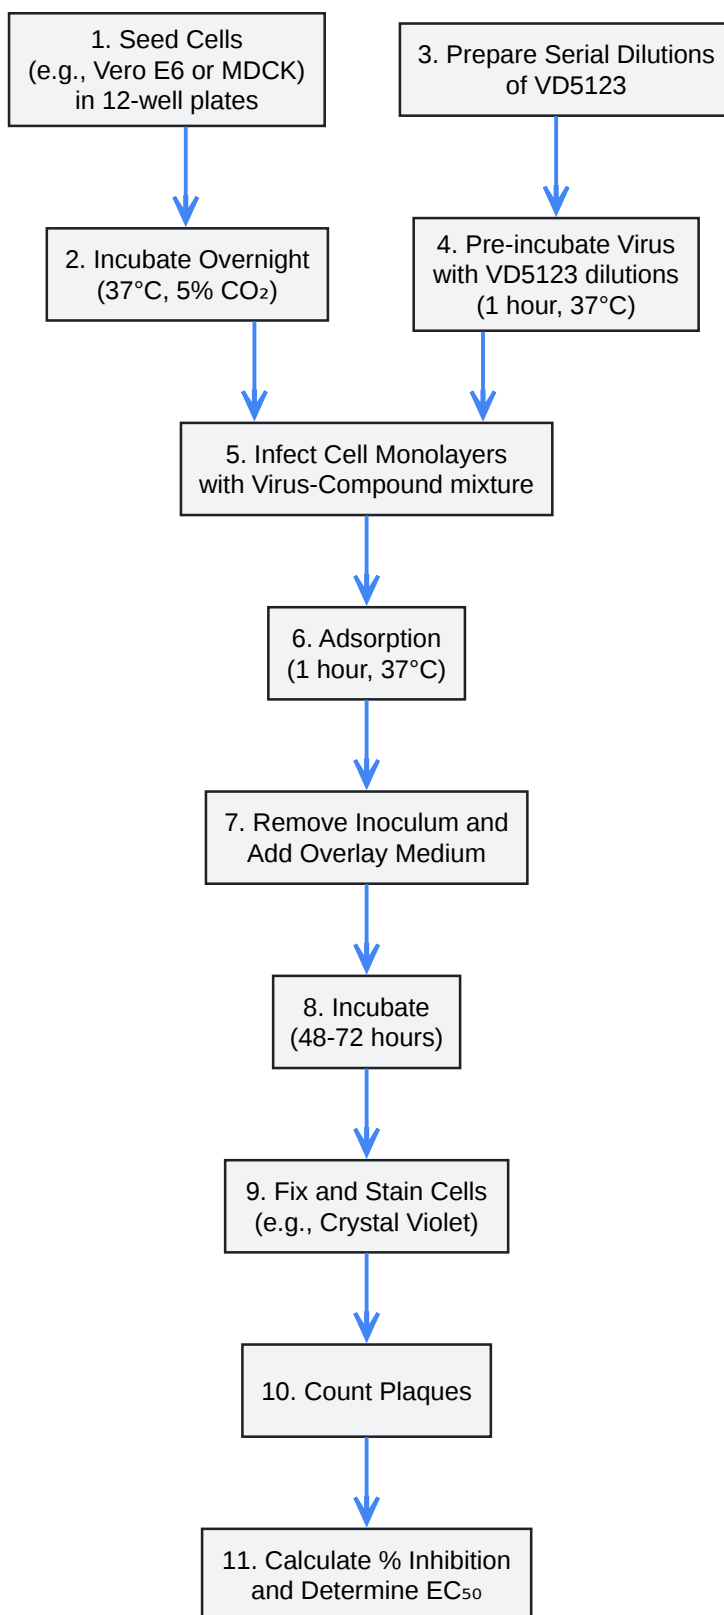 1. Seed Cells
(e.g., Vero E6 or MDCK)
in 12-well plates
3. Prepare Serial Dilutions
of VD5123
2. Incubate Overnight
(37°C, 5% CO₂)
4. Pre-incubate Virus
with VD5123 dilutions
(1 hour, 37°C)
5. Infect Cell Monolayers
with Virus-Compound mixture
6. Adsorption
(1 hour, 37°C)
7. Remove Inoculum and
Add Overlay Medium
8. Incubate
(48-72 hours)
9. Fix and Stain Cells
(e.g., Crystal Violet)
10. Count Plaques
11. Calculate % Inhibition
and Determine EC₅₀